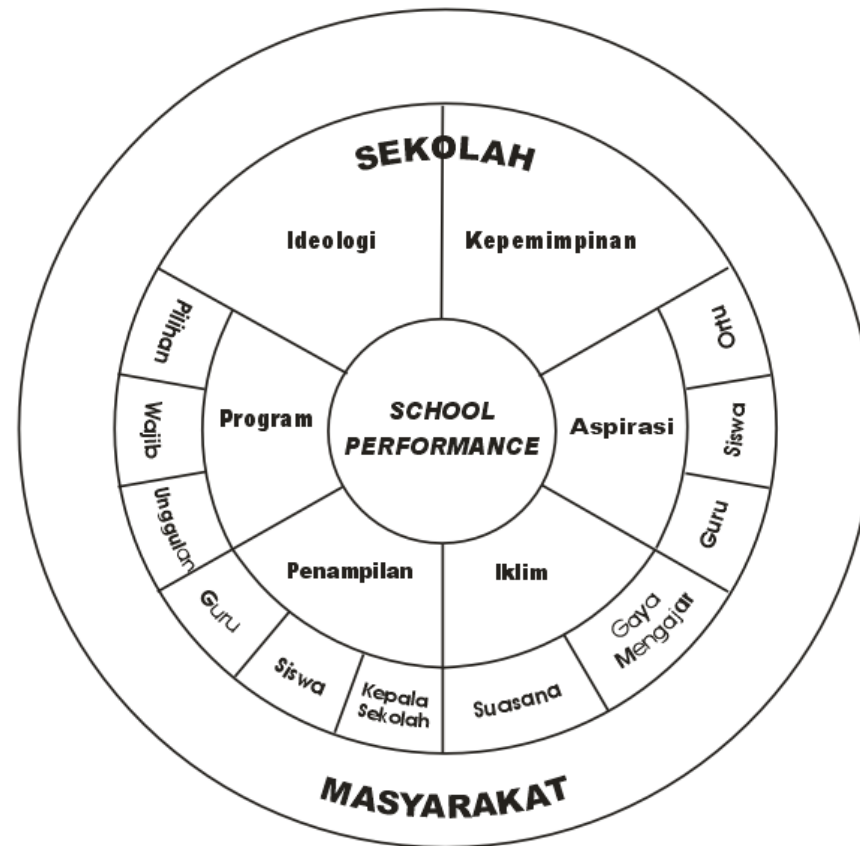 SEKOLAH
Ideologi
Kepemimpinan
Pilihan
Ortu
Wajib
Program
SCHOOL
PERFORMANCE
Aspirasi
Siswa
Unggulan
Guru
Penampilan
Iklim
Guru
Siswa
Kepala
Sekolah
Suasana
Gaya
Mengajar
MASYARAKAT